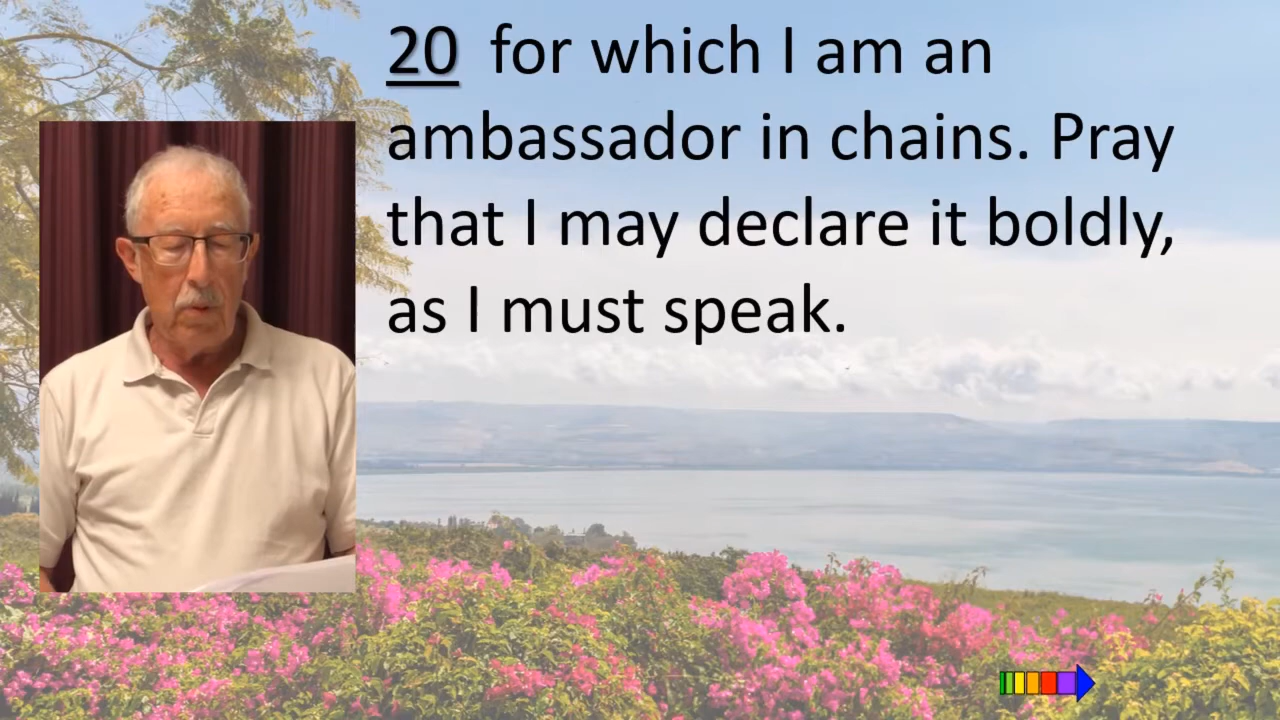 20 for which I am an
ambassador in chains. Pray
that I may declare it boldly,
as I must speak.